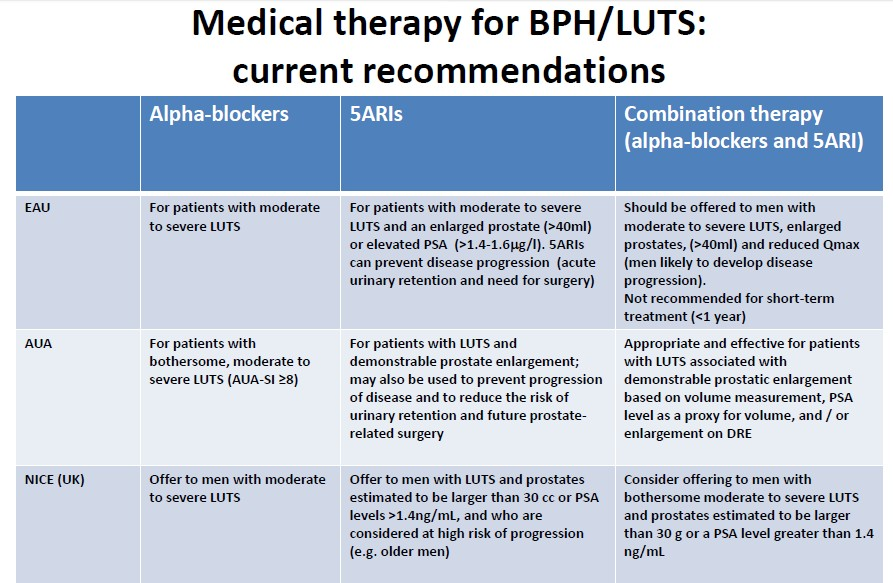 Medical therapy for BPH/LUTS:
current recommendations
Alpha-blockers
5ARIs
Combination therapy
(alpha-blockers and 5ARI)
EAU
For patients with moderate
to severe LUTS
For patients with moderate to severe
LUTS and an enlarged prostate (>40ml)
or elevated PSA  (>1.4-1.6µg/l). 5ARIs
can prevent disease progression  (acute
urinary retention and need for surgery)
Should be offered to men with
moderate to severe LUTS, enlarged
prostates, (>40ml) and reduced Qmax
(men likely to develop disease
progression).
Not recommended for short-term
treatment (<1 year)
AUA
For patients with
bothersome, moderate to
severe LUTS (AUA-SI ≥8)
For patients with LUTS and
demonstrable prostate enlargement;
may also be used to prevent progression
of disease and to reduce the risk of
urinary retention and future prostate-
related surgery
Appropriate and effective for patients
with LUTS associated with
demonstrable prostatic enlargement
based on volume measurement, PSA
level as a proxy for volume, and / or
enlargement on DRE
NICE (UK)
Offer to men with moderate
to severe LUTS
Offer to men with LUTS and prostates
estimated to be larger than 30 cc or PSA
levels >1.4ng/mL, and who are
considered at high risk of progression
(e.g. older men)
Consider offering to men with
bothersome moderate to severe LUTS
and prostates estimated to be larger
than 30 g or a PSA level greater than 1.4
ng/mL